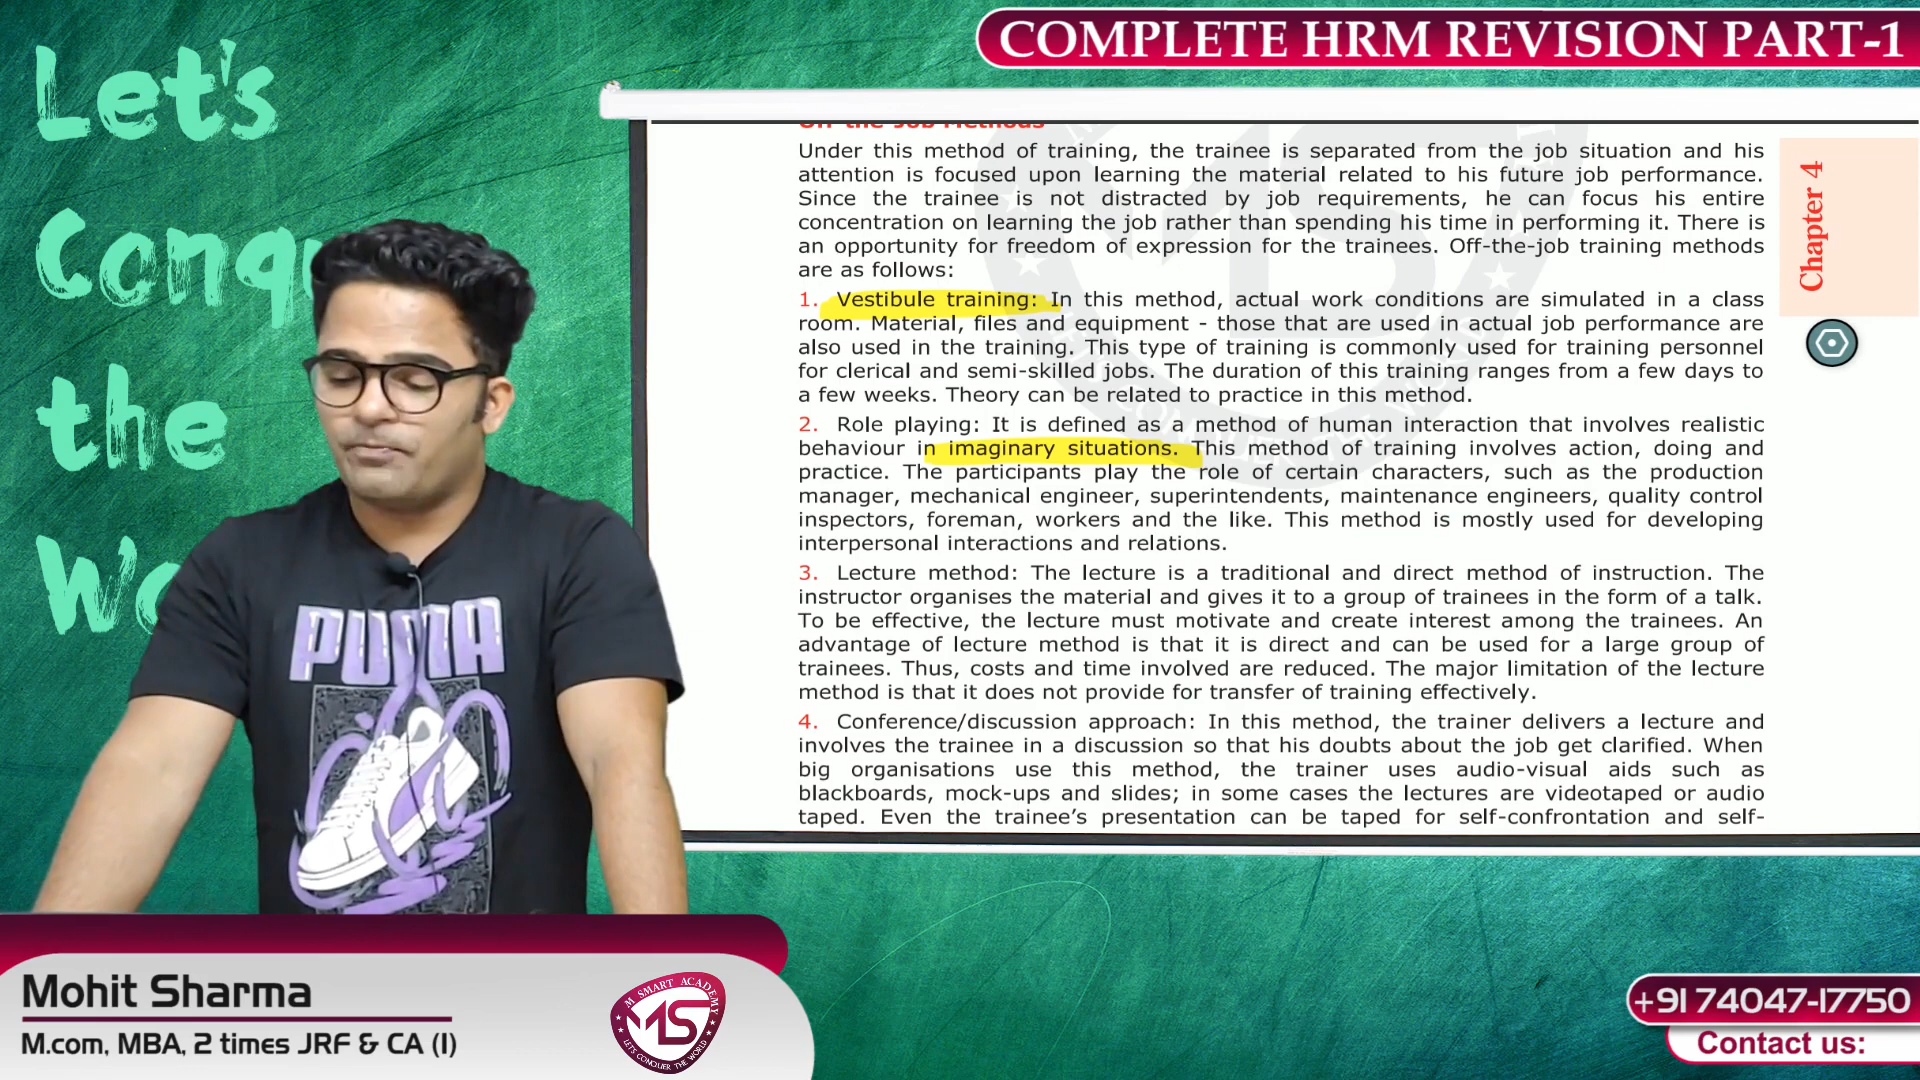 COMPLETE HRM REVISION PART-1
Let's
Conqu
the
Wo
Off-the-Job Methods
Under this method of training, the trainee is separated from the job situation and his
attention is focused upon learning the material related to his future job performance.
Since the trainee is not distracted by job requirements, he can focus his entire
concentration on learning the job rather than spending his time in performing it. There is
an opportunity for freedom of expression for the trainees. Off-the-job training methods
are as follows:
1. Vestibule training: In this method, actual work conditions are simulated in a class
room. Material, files and equipment - those that are used in actual job performance are
also used in the training. This type of training is commonly used for training personnel
for clerical and semi-skilled jobs. The duration of this training ranges from a few days to
a few weeks. Theory can be related to practice in this method.
2. Role playing: It is defined as a method of human interaction that involves realistic
behaviour in imaginary situations. This method of training involves action, doing and
practice. The participants play the role of certain characters, such as the production
manager, mechanical engineer, superintendents, maintenance engineers, quality control
inspectors, foreman, workers and the like. This method is mostly used for developing
interpersonal interactions and relations.
3. Lecture method: The lecture is a traditional and direct method of instruction. The
instructor organises the material and gives it to a group of trainees in the form of a talk.
To be effective, the lecture must motivate and create interest among the trainees. An
advantage of lecture method is that it is direct and can be used for a large group of
trainees. Thus, costs and time involved are reduced. The major limitation of the lecture
method is that it does not provide for transfer of training effectively.
4. Conference/discussion approach: In this method, the trainer delivers a lecture and
involves the trainee in a discussion so that his doubts about the job get clarified. When
big organisations use this method, the trainer uses audio-visual aids such as
blackboards, mock-ups and slides; in some cases the lectures are videotaped or audio
taped. Even the trainee's presentation can be taped for self-confrontation and self-
Chapter 4
PUMA
Mohit Sharma
M.com, MBA, 2 times JRF & CA (I)
M SMART ACADEMY
MS
LET'S CONQUER THE WORLD
+91 74047-17750
Contact us: